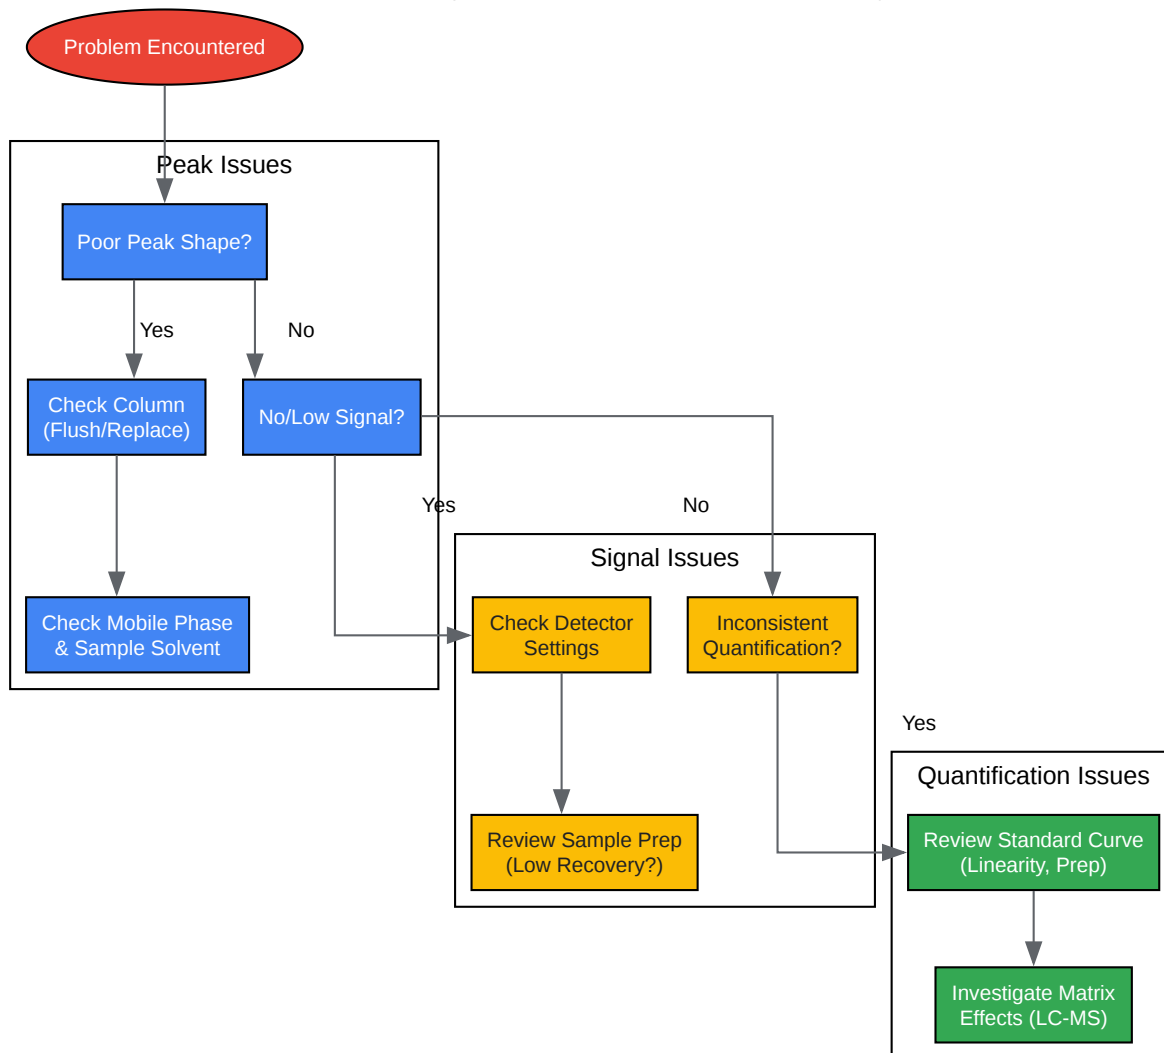 Problem Encountered
Peak Issues
Poor Peak Shape?
Yes
No
Check Column
(Flush/Replace)
No/Low Signal?
Yes
No
Check Mobile Phase
& Sample Solvent
Signal Issues
Check Detector
Settings
Inconsistent
Quantification?
Review Sample Prep
(Low Recovery?)
Yes
Quantification Issues
Review Standard Curve
(Linearity, Prep)
Investigate Matrix
Effects (LC-MS)